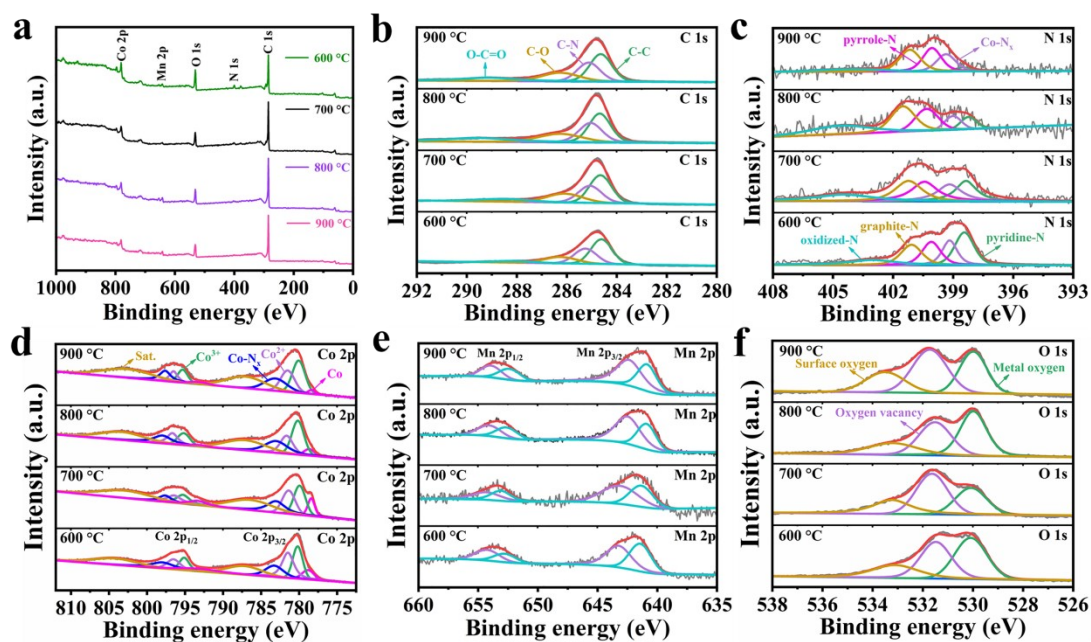 a
Intensity (a.u.)
Co 2p
Mn 2p
O 1s
N 1s
C 1s
600 °C
700 °C
800 °C
900 °C
1000 800 600 400 200 0
Binding energy (eV)
b
Intensity (a.u.)
900 °C
O-C=O
C-O
C-N
C-C
C 1s
800 °C
C 1s
700 °C
C 1s
600 °C
C 1s
292 290 288 286 284 282 280
Binding energy (eV)
c
Intensity (a.u.)
900 °C
pyrrole-N
Co-Nx
N 1s
800 °C
N 1s
700 °C
N 1s
600 °C
oxidized-N
graphite-N
pyridine-N
N 1s
408 405 402 399 396 393
Binding energy (eV)
d
Intensity (a.u.)
900 °C
Sat.
Co3+
Co-Nx
Co2+
Co
Co 2p
800 °C
Co 2p
700 °C
Co 2p
600 °C
Co 2p1/2
Co 2p3/2
Co 2p
810 805 800 795 790 785 780 775
Binding energy (eV)
e
Intensity (a.u.)
900 °C
Mn 2p1/2
Mn 2p3/2
Mn 2p
800 °C
Mn 2p
700 °C
Mn 2p
600 °C
Mn 2p
660 655 650 645 640 635
Binding energy (eV)
f
Intensity (a.u.)
900 °C
Surface oxygen
Metal oxygen
O 1s
800 °C
Oxygen vacancy
O 1s
700 °C
O 1s
600 °C
O 1s
538 536 534 532 530 528 526
Binding energy (eV)